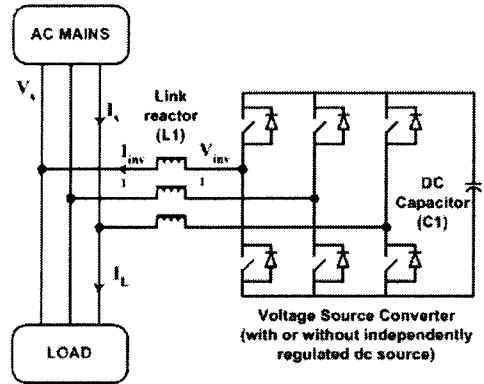 AC MAINS
Vs
Is
Link
reactor
(L1)
Iinv
Vinv
1
1
DC
Capacitor
(C1)
IL
Voltage Source Converter
(with or without independently
regulated dc source)
LOAD